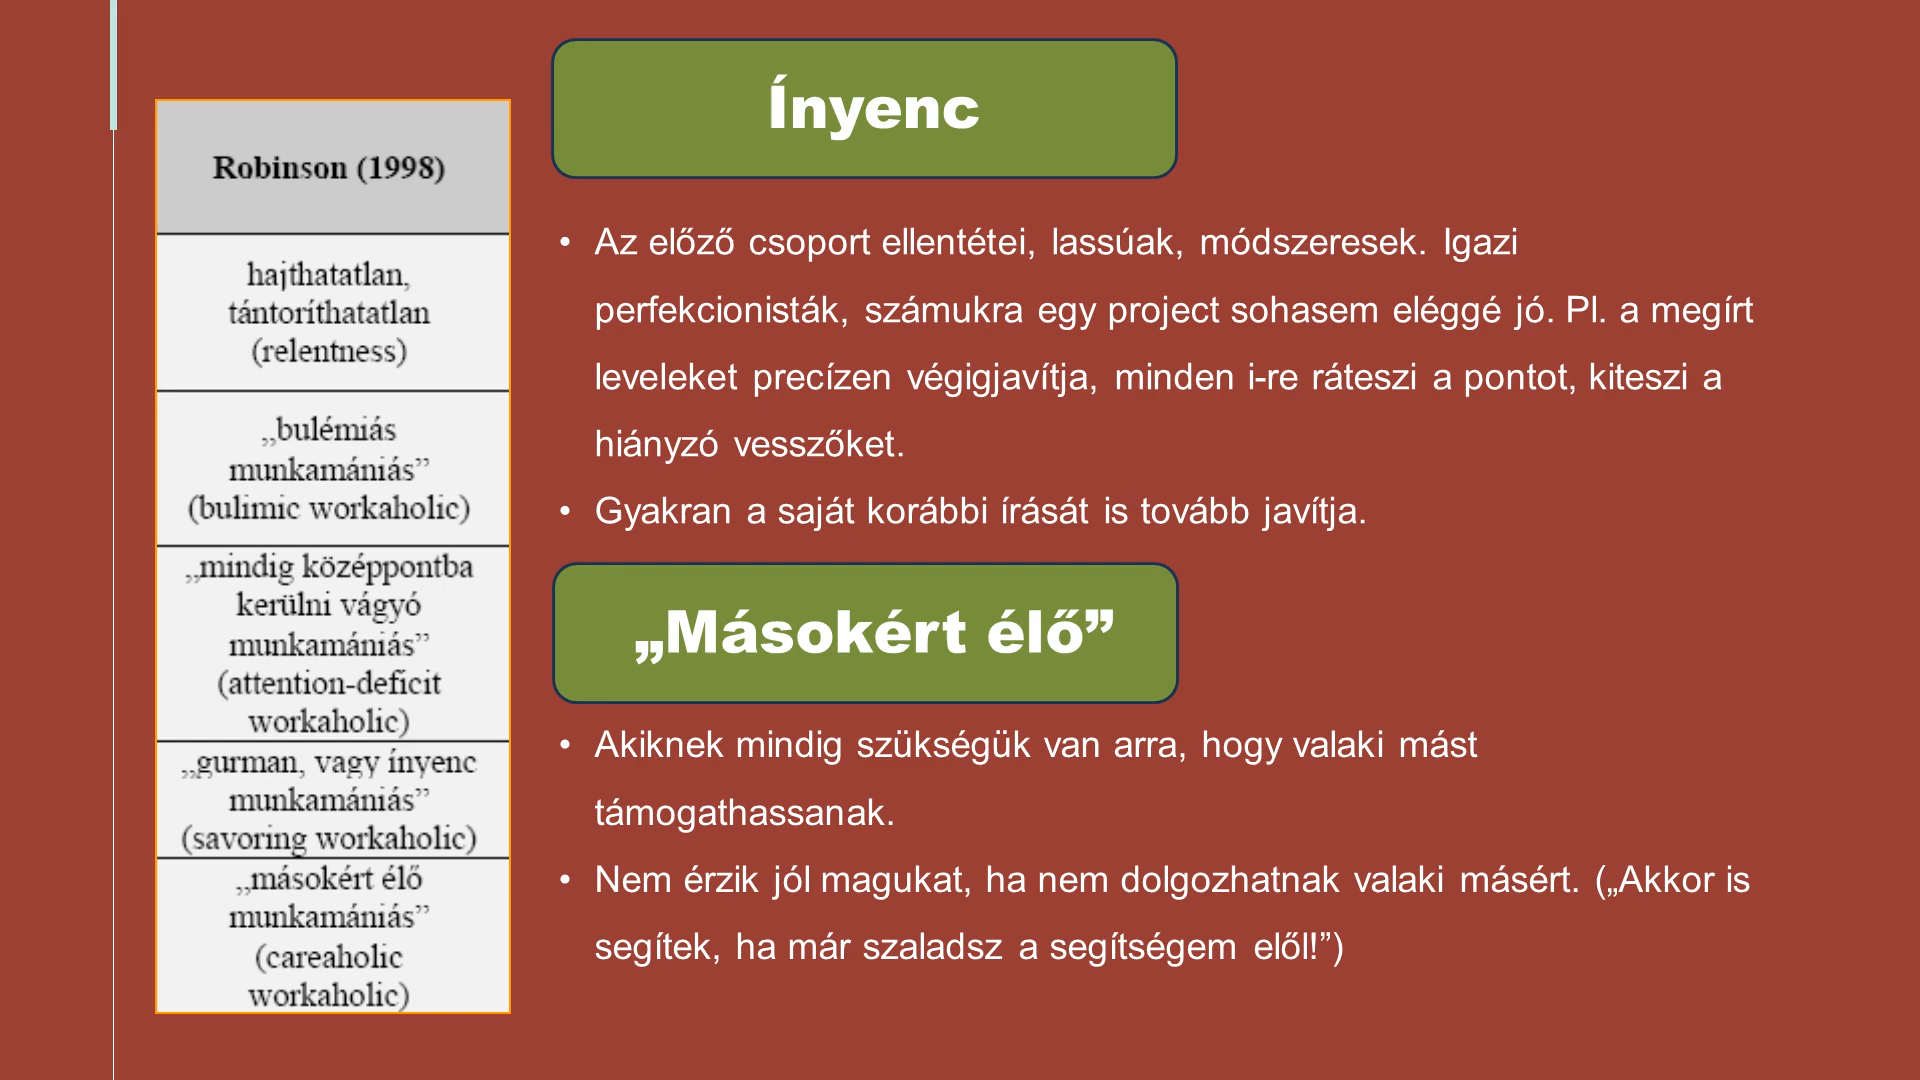 Robinson (1998)
hajthatatlan,
tántoríthatatlan
(relentness)
„bulémiás
munkamániás”
(bulimic workaholic)
„mindig középpontba
kerülni vágyó
munkamániás”
(attention-deficit
workaholic)
„gurman, vagy ínyenc
munkamániás”
(savoring workaholic)
„másokért élő
munkamániás”
(careaholic
workaholic)
Ínyenc
• Az előző csoport ellentétei, lassúak, módszeresek. Igazi
perfekcionisták, számukra egy project sohasem eléggé jó. Pl. a megírt
leveleket precízen végigjavítja, minden i-re ráteszi a pontot, kiteszi a
hiányzó vesszőket.
• Gyakran a saját korábbi írását is tovább javítja.
„Másokért élő”
• Akiknek mindig szükségük van arra, hogy valaki mást
támogathassanak.
• Nem érzik jól magukat, ha nem dolgozhatnak valaki másért. („Akkor is
segítek, ha már szaladsz a segítségem elől!”)